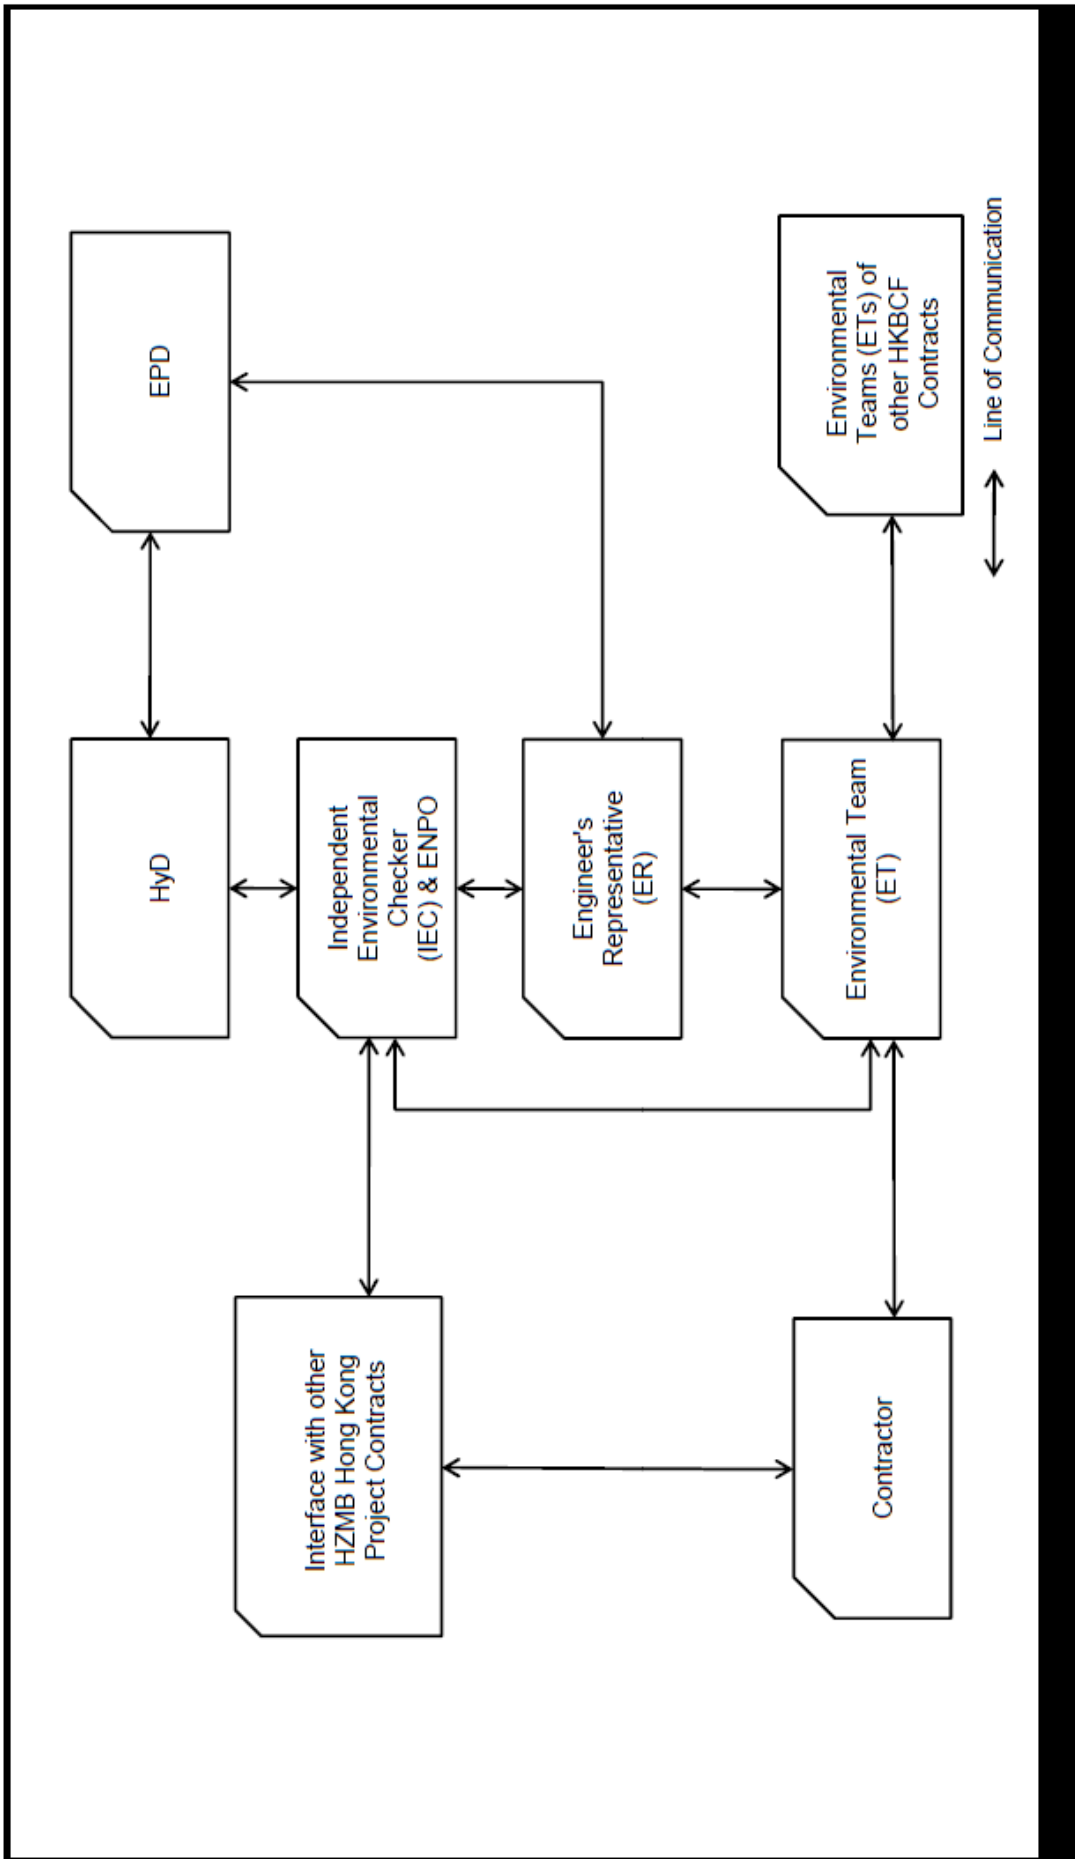 HyD
EPD
Interface with other
HZMB Hong Kong
Project Contracts
Independent
Environmental
Checker
(IEC) & ENPO
Engineer's
Representative
(ER)
Contractor
Environmental Team
(ET)
Environmental
Teams (ETs) of
other HKBCF
Contracts
Line of Communication